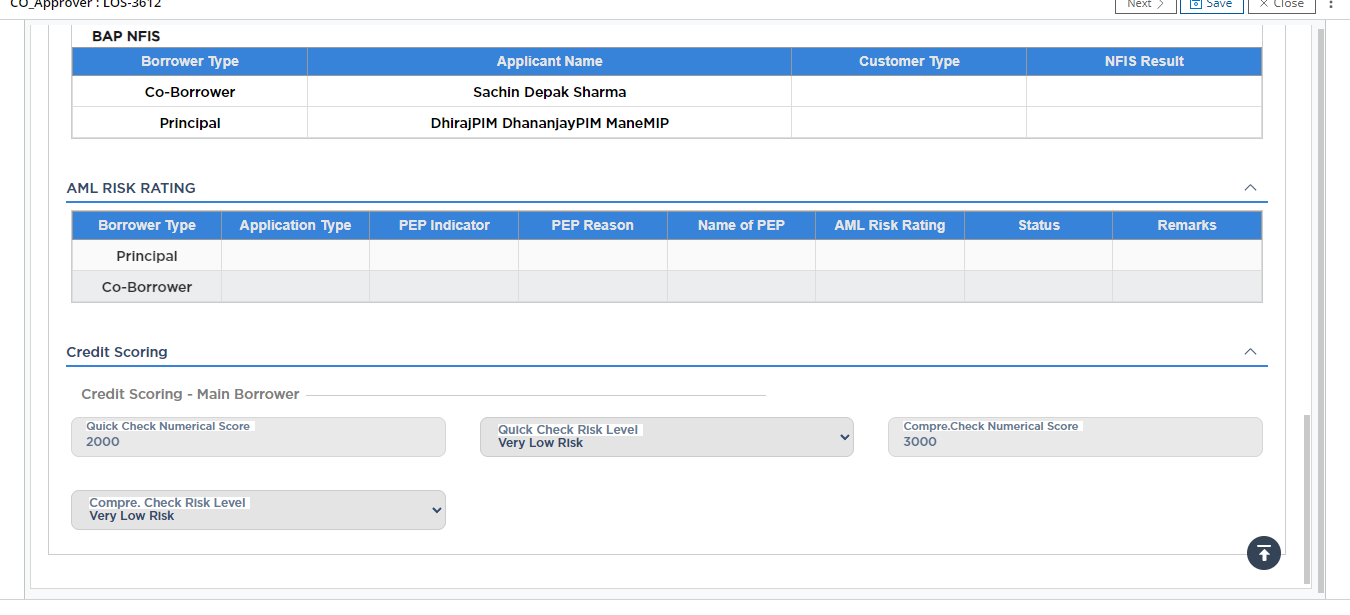 CO_Approver : LOS-3612 Next Save Close
BAP NFIS
Borrower Type Applicant Name Customer Type NFIS Result
Co-Borrower Sachin Depak Sharma
Principal DhirajPIM DhananjayPIM ManeMIP
AML RISK RATING
Borrower Type Application Type PEP Indicator PEP Reason Name of PEP AML Risk Rating Status Remarks
Principal
Co-Borrower
Credit Scoring
Credit Scoring - Main Borrower
Quick Check Numerical Score Quick Check Risk Level Compre.Check Numerical Score
2000 Very Low Risk 3000
Compre. Check Risk Level
Very Low Risk